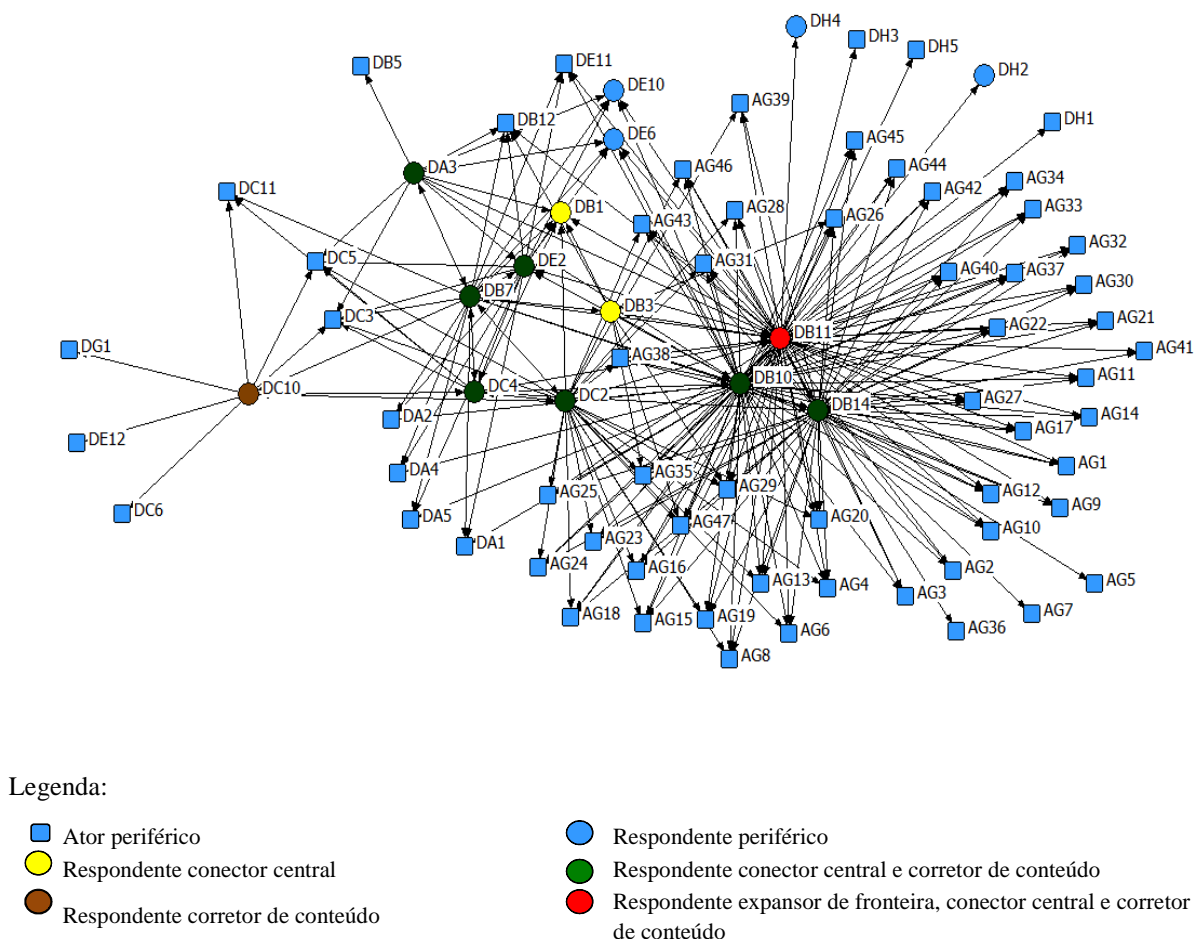 DH4
DH3
DH5
DB5
DE11
DE10
DH2
AG39
DB12
DH1
DE6
AG45
DA3
AG46
AG44
DC11
AG42
AG34
DB1
AG28
AG33
AG43
AG26
AG32
DC5
DE2
AG31
AG40
AG37
AG30
DB7
DC3
DB3
AG22
AG21
DB11
DG1
AG38
AG41
DC10
DC4
DC2
DB10
AG11
DB14
AG27
AG14
DA2
AG17
DE12
DA4
AG35
AG29
AG1
AG25
AG12
AG9
DC6
DA5
AG47
AG20
AG10
DA1
AG23
AG24
AG16
AG13
AG4
AG2
AG5
AG3
AG18
AG15
AG19
AG6
AG36
AG7
AG8
Legenda:
Ator periférico
Respondente periférico
Respondente conector central
Respondente conector central e corretor de conteúdo
Respondente corretor de conteúdo
Respondente expansor de fronteira, conector central e corretor
de conteúdo